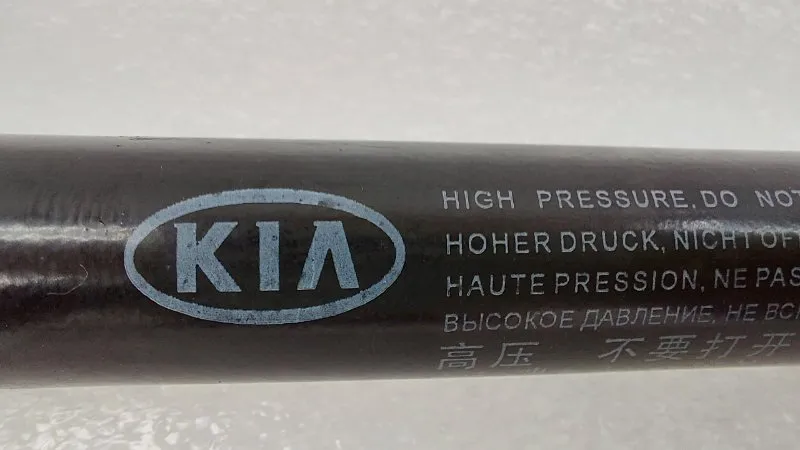 KIA
HIGH PRESSURE, DO NOT
HOHER DRUCK, NICHT
HAUTE PRESSION, NE PAS
ВЫСОКОЕ ДАВЛЕНИЕ, НЕ
高压 不要打开